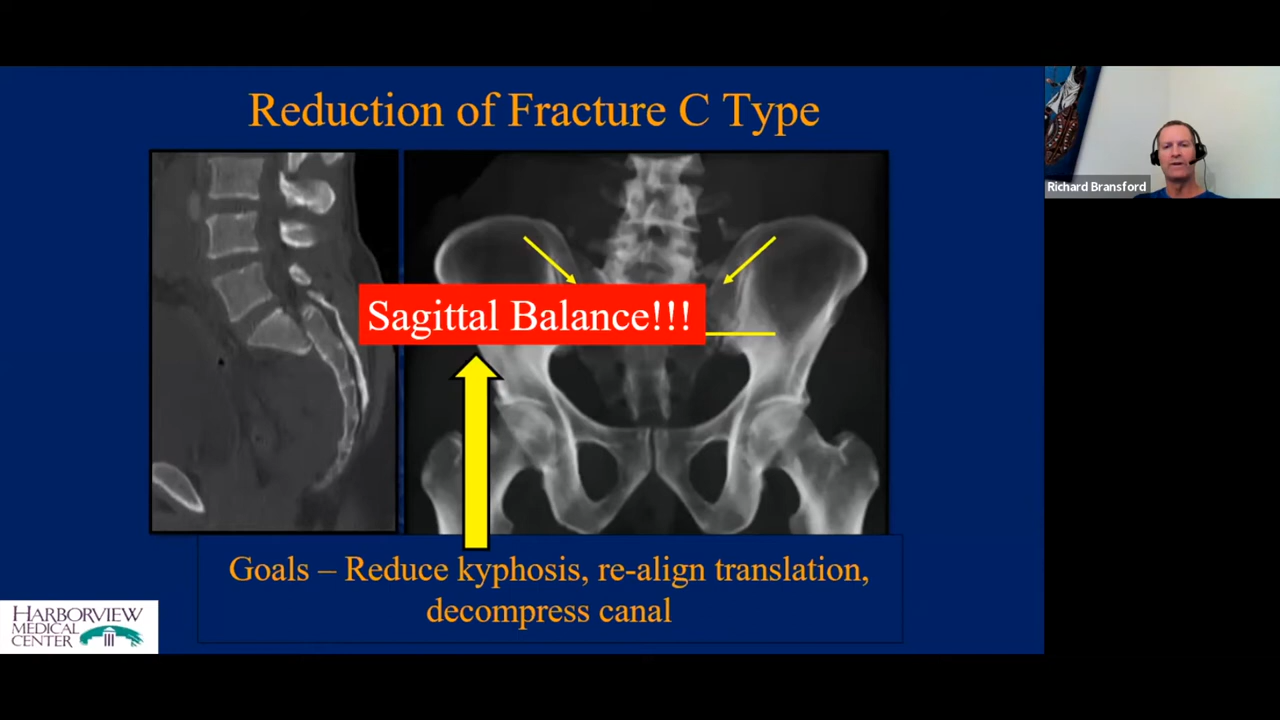 Reduction of Fracture C Type
Richard Bransford
Sagittal Balance!!!
Goals – Reduce kyphosis, re-align translation,
decompress canal
HARBORVIEW
MEDICAL
CENTER